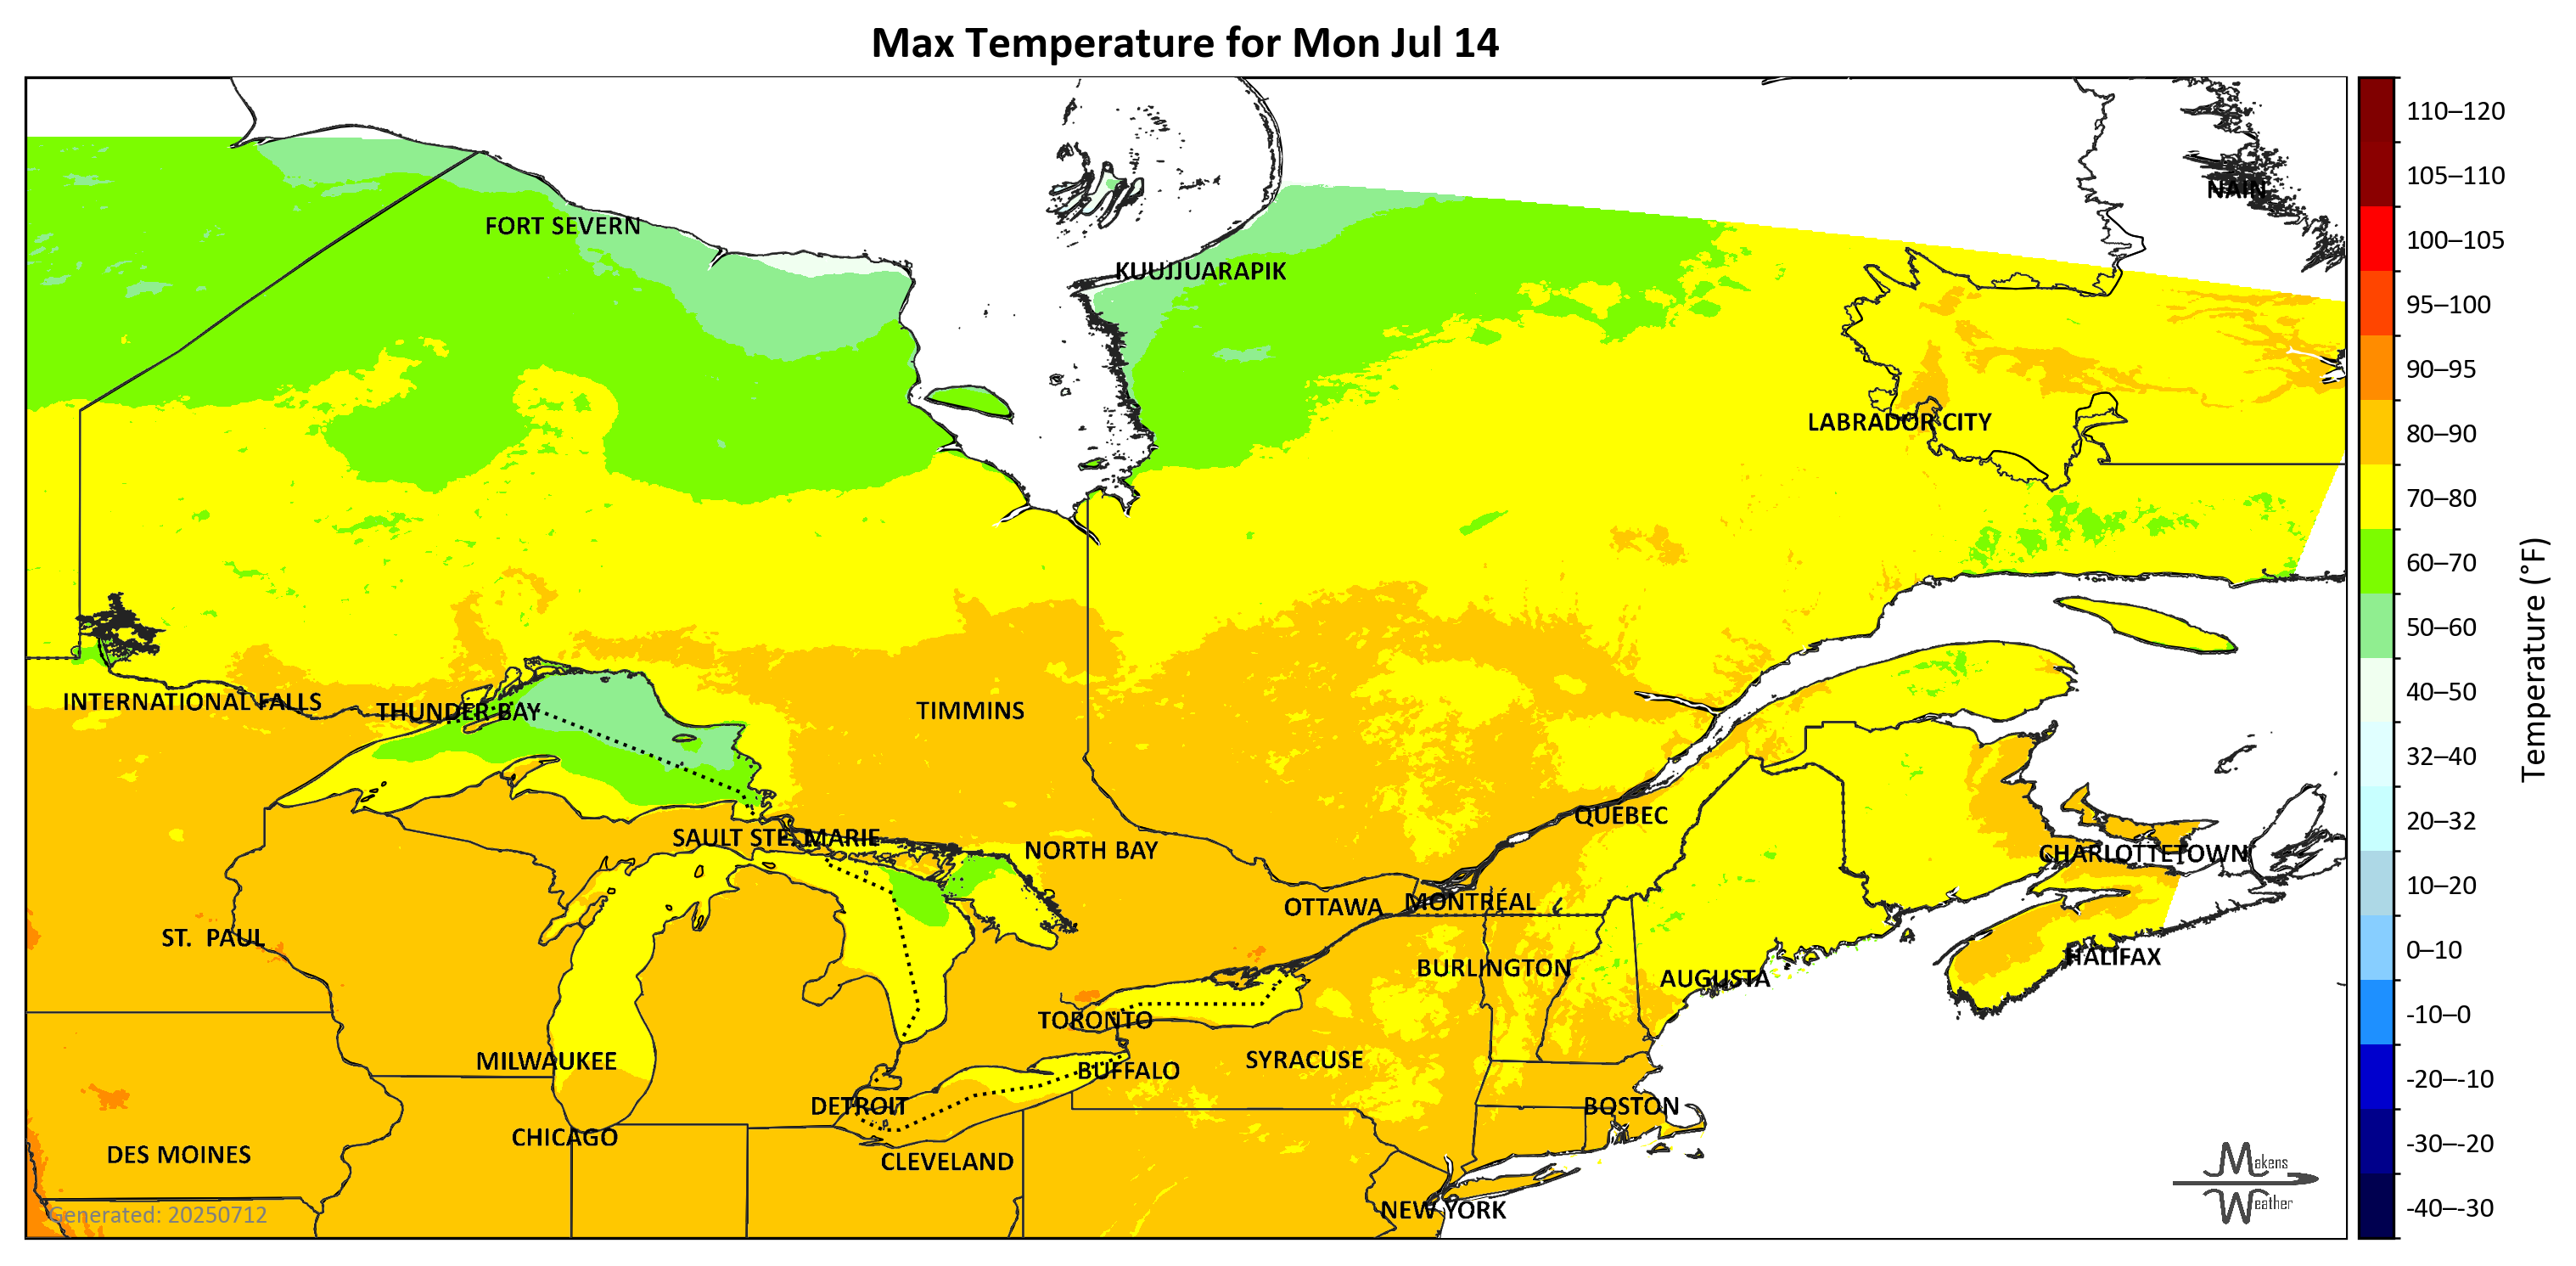 Max Temperature for Mon Jul 14
NAIN
FORT SEVERN
KUUJJUARAPIK
LABRADOR CITY
INTERNATIONAL FALLS
THUNDER BAY
TIMMINS
QUEBEC
SAULT STE. MARIE
NORTH BAY
CHARLOTTETOWN
OTTAWA
MONTRÉAL
ST. PAUL
HALIFAX
BURLINGTON
AUGUSTA
TORONTO
MILWAUKEE
SYRACUSE
BUFFALO
DETROIT
BOSTON
CHICAGO
DES MOINES
CLEVELAND
NEW YORK
Generated: 20250712
Makens
Weather
110–120
105–110
100–105
95–100
90–95
80–90
70–80
60–70
50–60
40–50
32–40
20–32
10–20
0–10
-10–0
-20–-10
-30–-20
-40–-30
Temperature (°F)